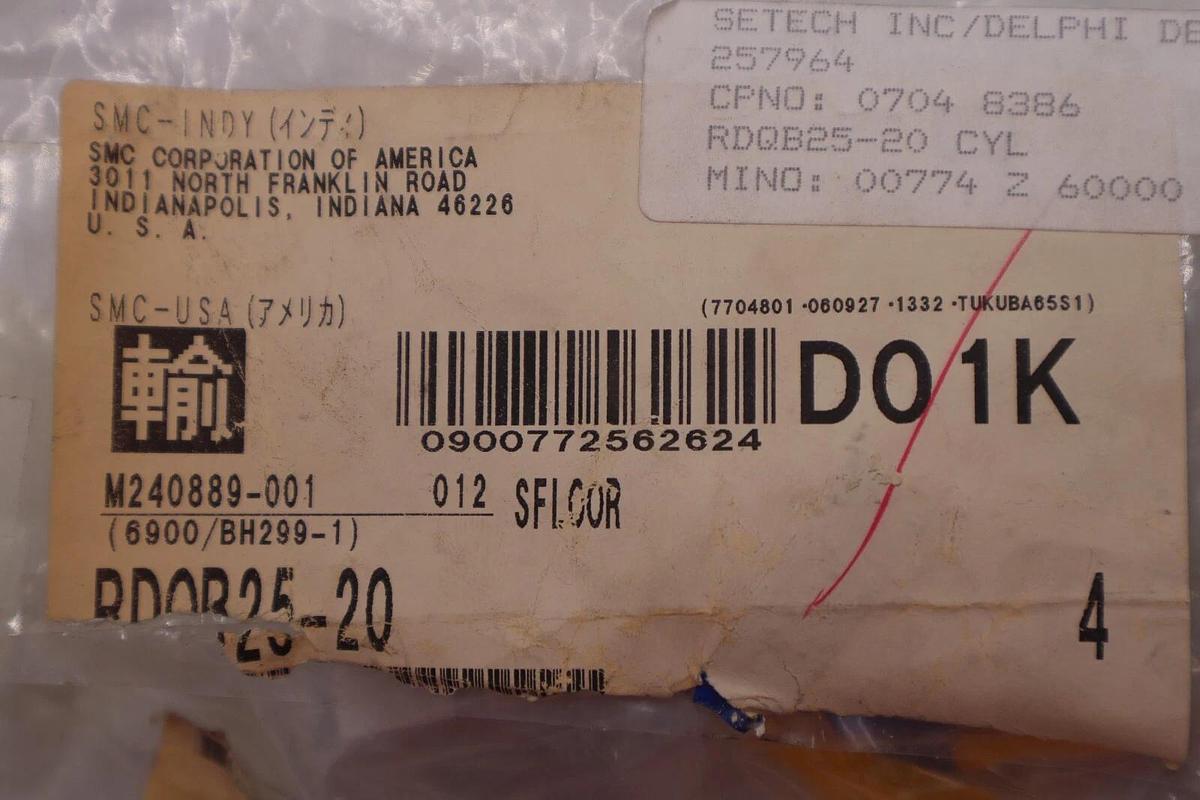 SETECH INC/DELPHI DE
257964
CPNO: 0704 8386
RDQB25-20 CYL
MINO: 00774 Z 60000
SMC-INDY (インディ)
SMC CORPORATION OF AMERICA
3011 NORTH FRANKLIN ROAD
INDIANAPOLIS, INDIANA 46226
U. S. A.
SMC-USA (アメリカ)
(7704801 ·060927 ·1332 ·TUKUBA65S1)
輸
D01K
0900772562624
M240889-001 012 SFLOOR
(6900/BH299-1)
RDQB25-20
4